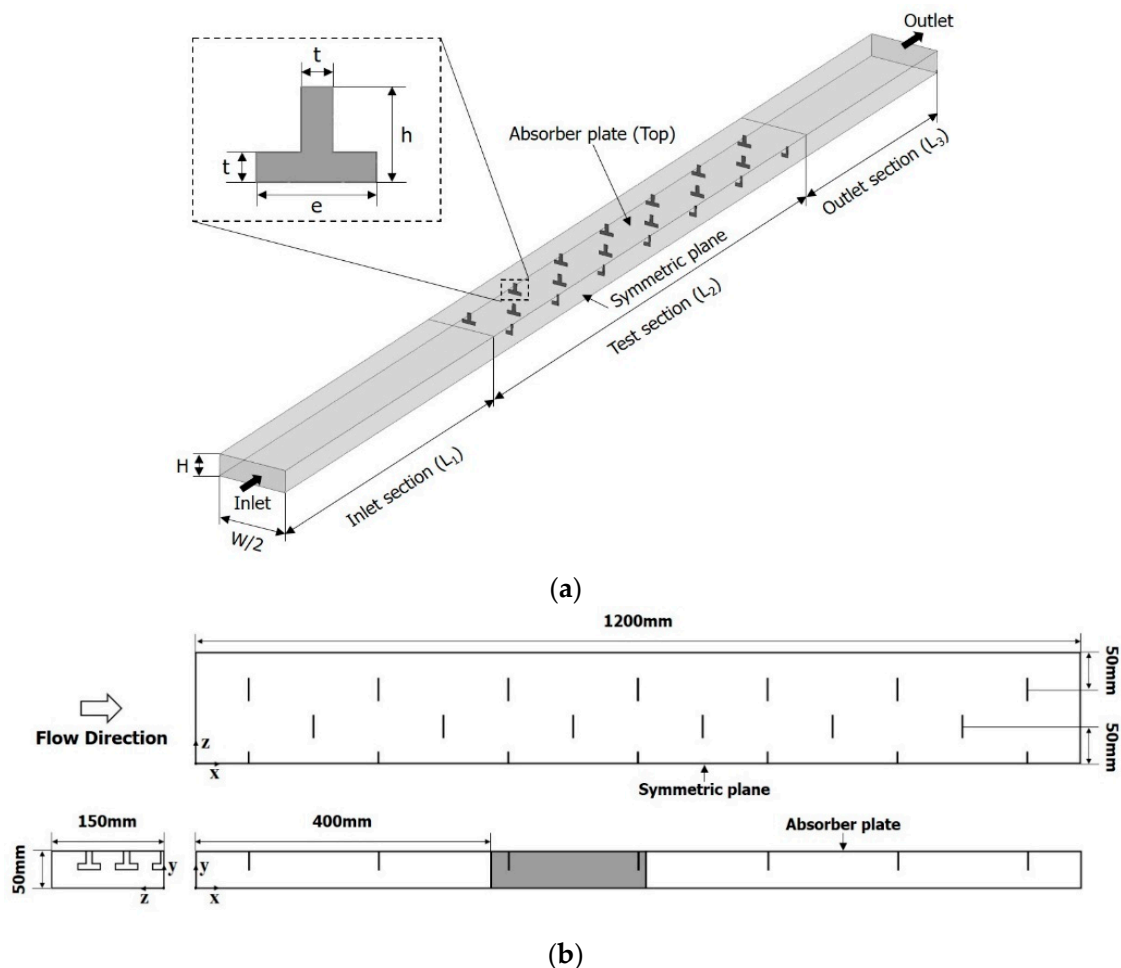 Outlet
t
h
t
e
Absorber plate (Top)
Outlet section (L3)
Symmetric plane
Test section (L2)
H
Inlet
Inlet section (L1)
W/2
(a)
1200mm
50mm
Flow Direction
z
x
50mm
Symmetric plane
150mm
400mm
Absorber plate
50mm
y
z
y
x
(b)